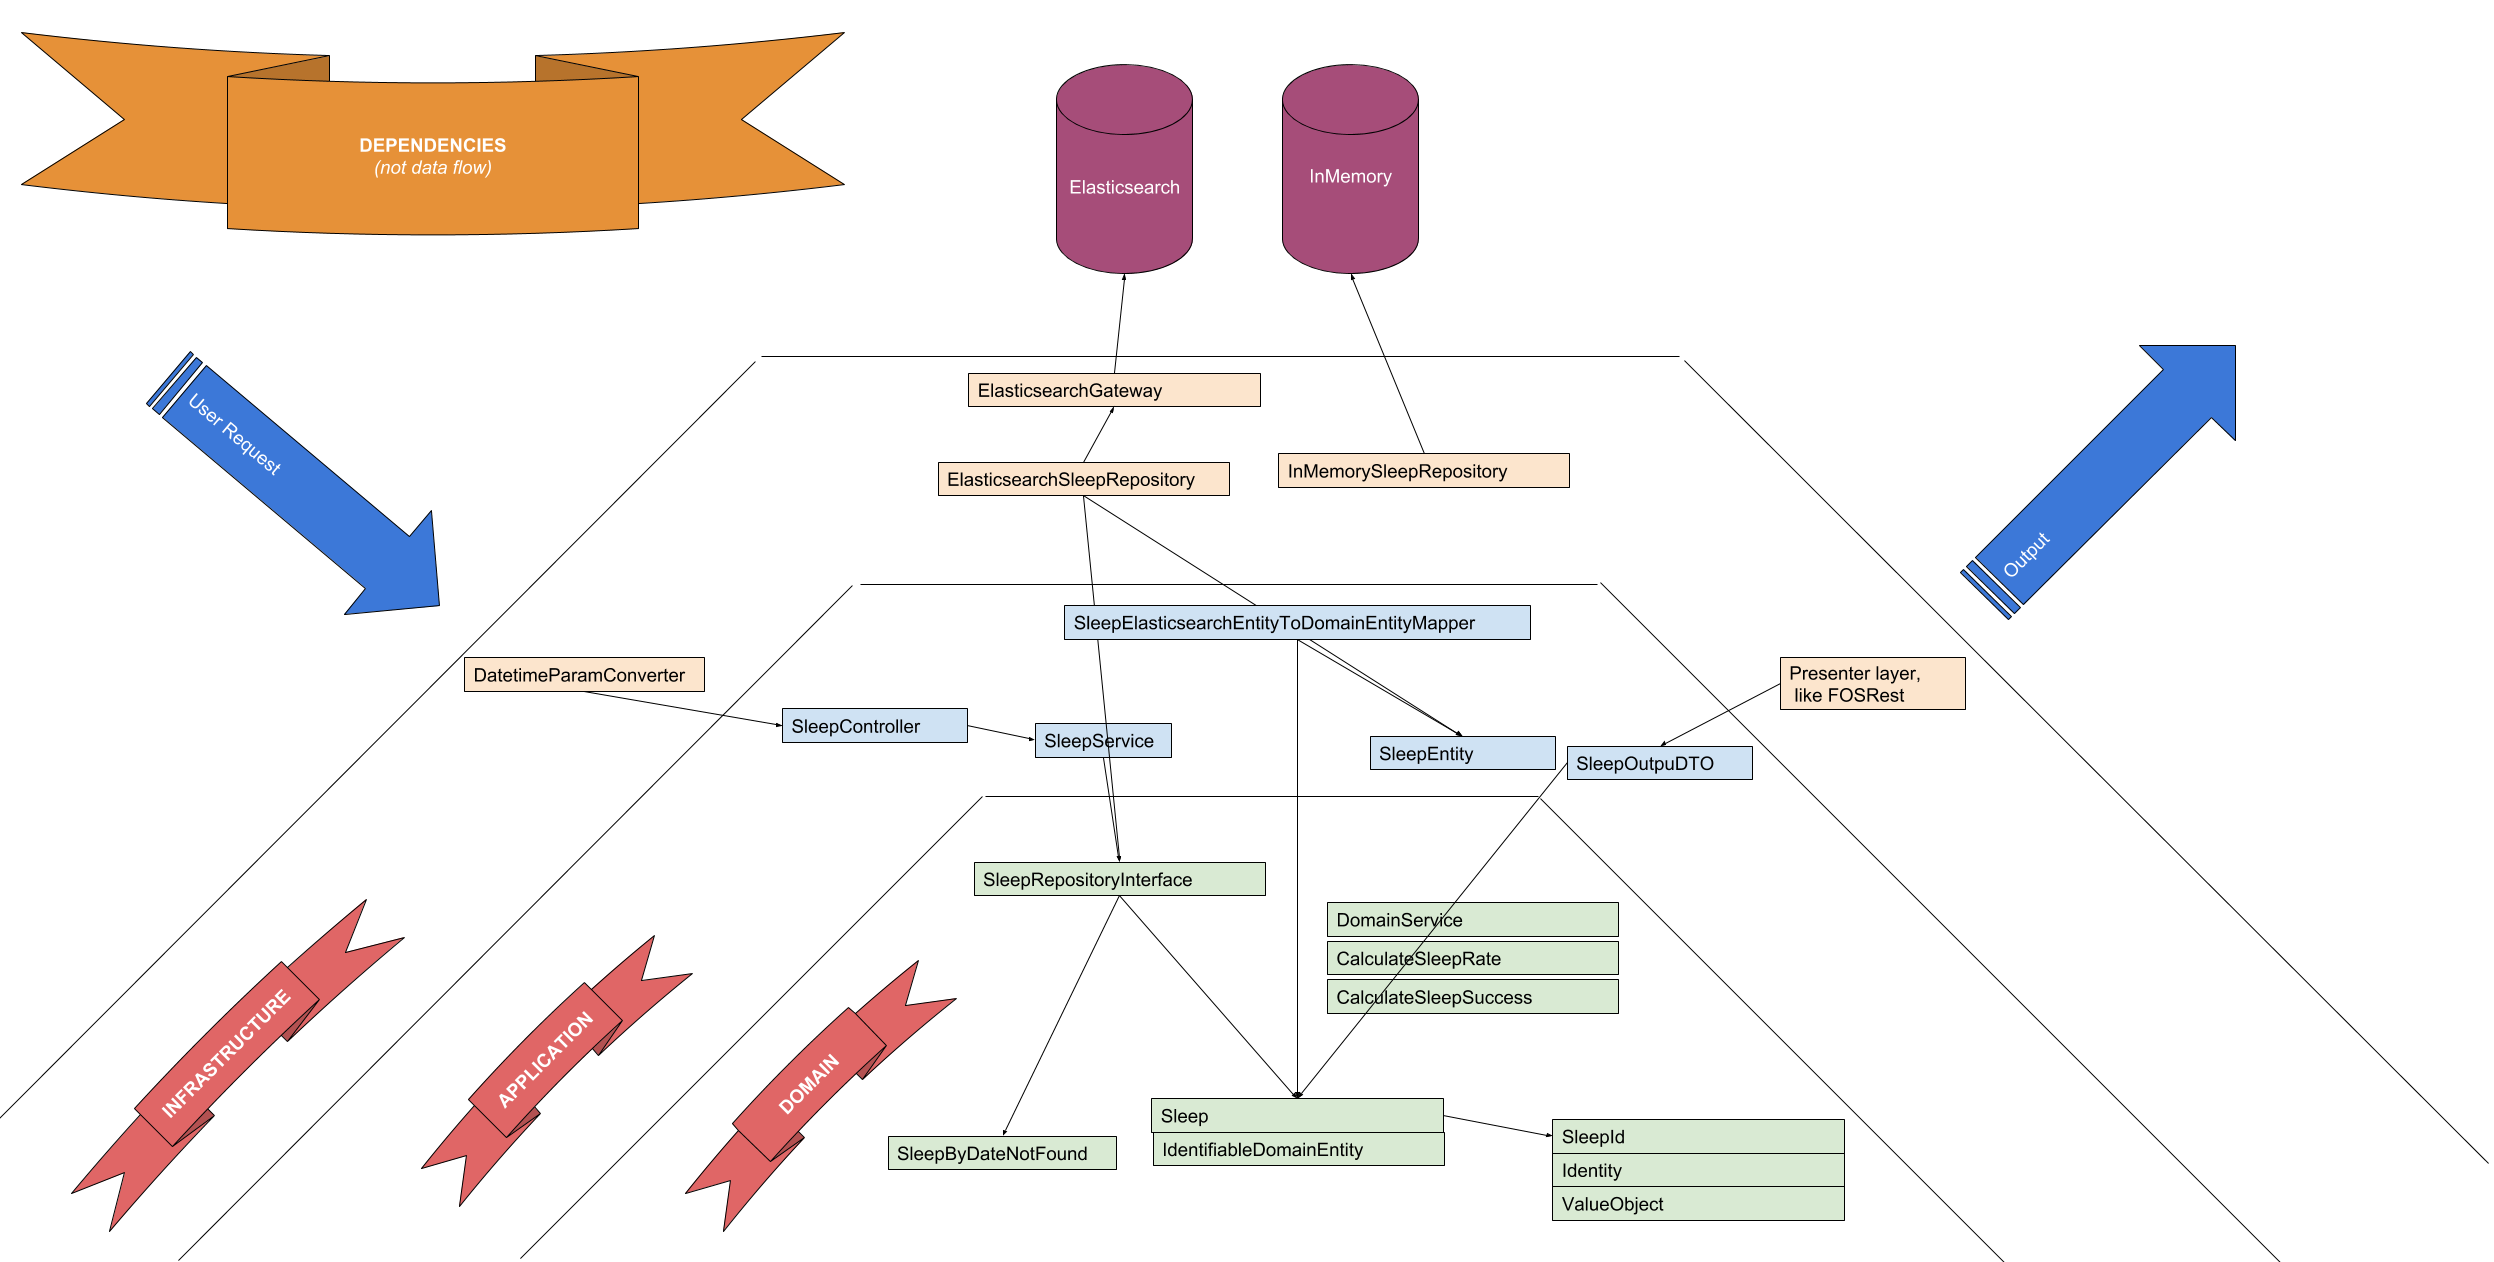 DEPENDENCIES
(not data flow)
Elasticsearch
InMemory
User Request
ElasticsearchGateway
ElasticsearchSleepRepository
InMemorySleepRepository
Output
SleepElasticsearchEntityToDomainEntityMapper
DatetimeParamConverter
Presenter layer,
like FOSRest
SleepController
SleepService
SleepEntity
SleepOutpuDTO
SleepRepositoryInterface
DomainService
CalculateSleepRate
CalculateSleepSuccess
INFRASTRUCTURE
APPLICATION
DOMAIN
Sleep
IdentifiableDomainEntity
SleepByDateNotFound
SleepId
Identity
ValueObject